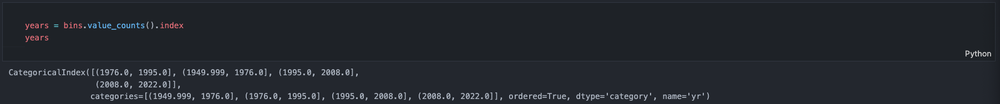 years = bins.value_counts().index
years
Python
CategoricalIndex([(1976.0, 1995.0], (1949.999, 1976.0], (1995.0, 2008.0],
(2008.0, 2022.0]],
categories=[(1949.999, 1976.0], (1976.0, 1995.0], (1995.0, 2008.0], (2008.0, 2022.0]], ordered=True, dtype='category', name='yr')